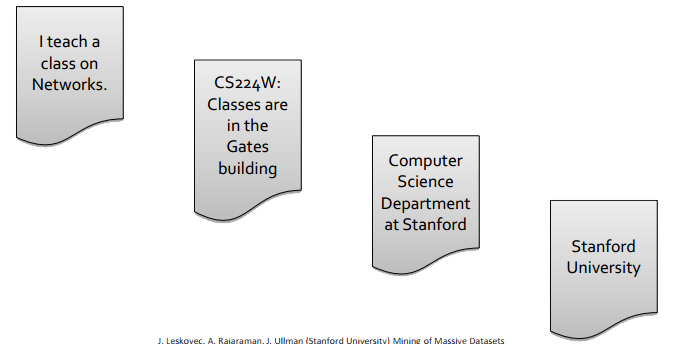 I teach a
class on
Networks.
CS224W:
Classes are
in the
Gates
building
Computer
Science
Department
at Stanford
Stanford
University
J. Leskovec, A. Rajaraman, J. Ullman (Stanford University) Mining of Massive Datasets